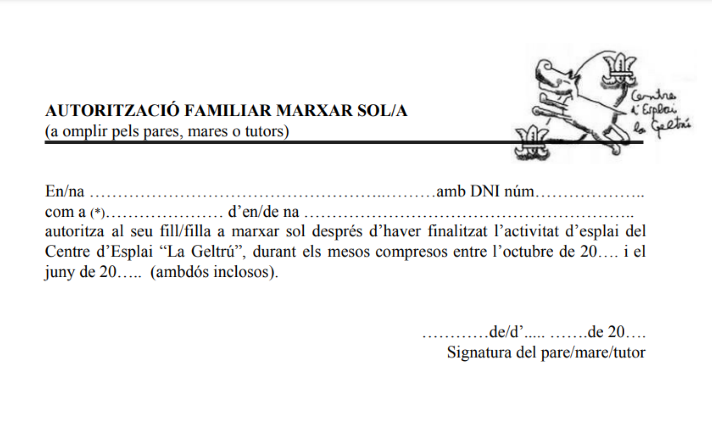 Centre
d'Esplai
la Geltrú
AUTORITZACIÓ FAMILIAR MARXAR SOL/A
(a omplir pels pares, mares o tutors)
En/na ……………………………………………..………amb DNI núm………………..
com a (*)………………… d'en/de na …………………………………………………..
autoritza al seu fill/filla a marxar sol després d'haver finalitzat l'activitat d'esplai del
Centre d'Esplai “La Geltrú”, durant els mesos compresos entre l'octubre de 20…. i el
juny de 20….. (ambdós inclosos).
…………de/d'..... …….de 20….
Signatura del pare/mare/tutor